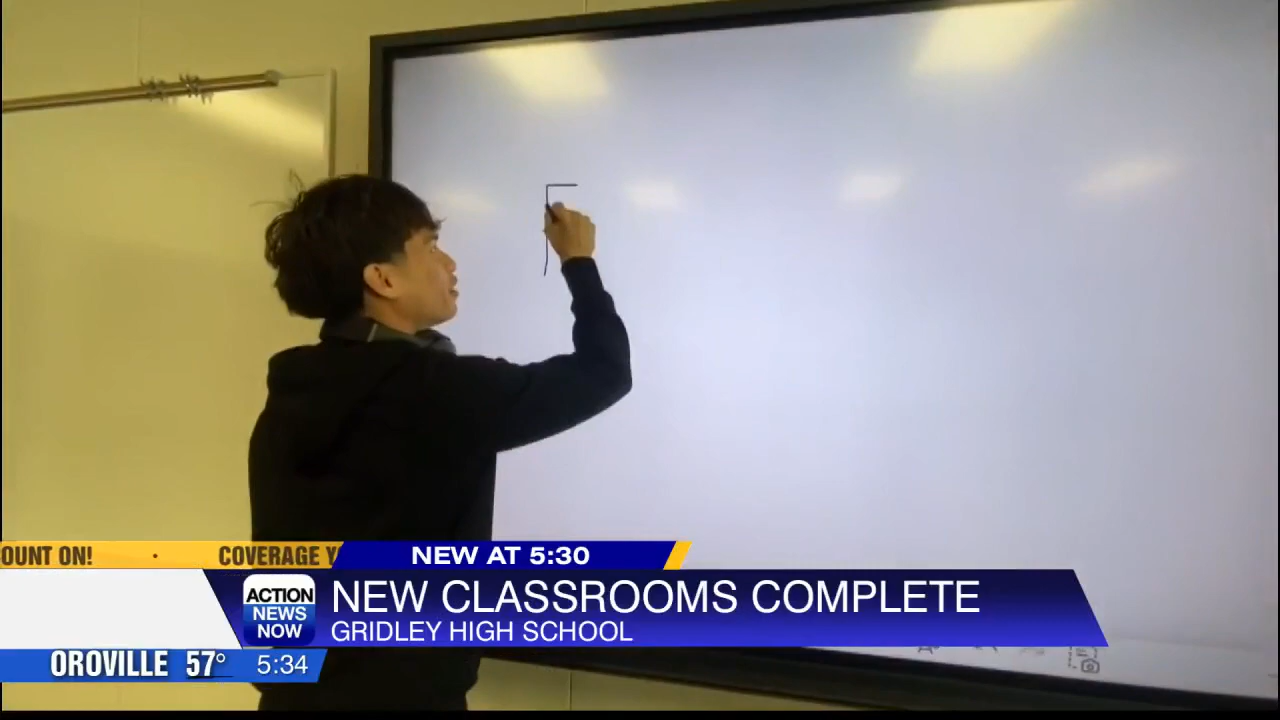 OUNT ON! · COVERAGE Y
NEW AT 5:30
ACTION
NEWS
NOW
NEW CLASSROOMS COMPLETE
GRIDLEY HIGH SCHOOL
OROVILLE 57° 5:34